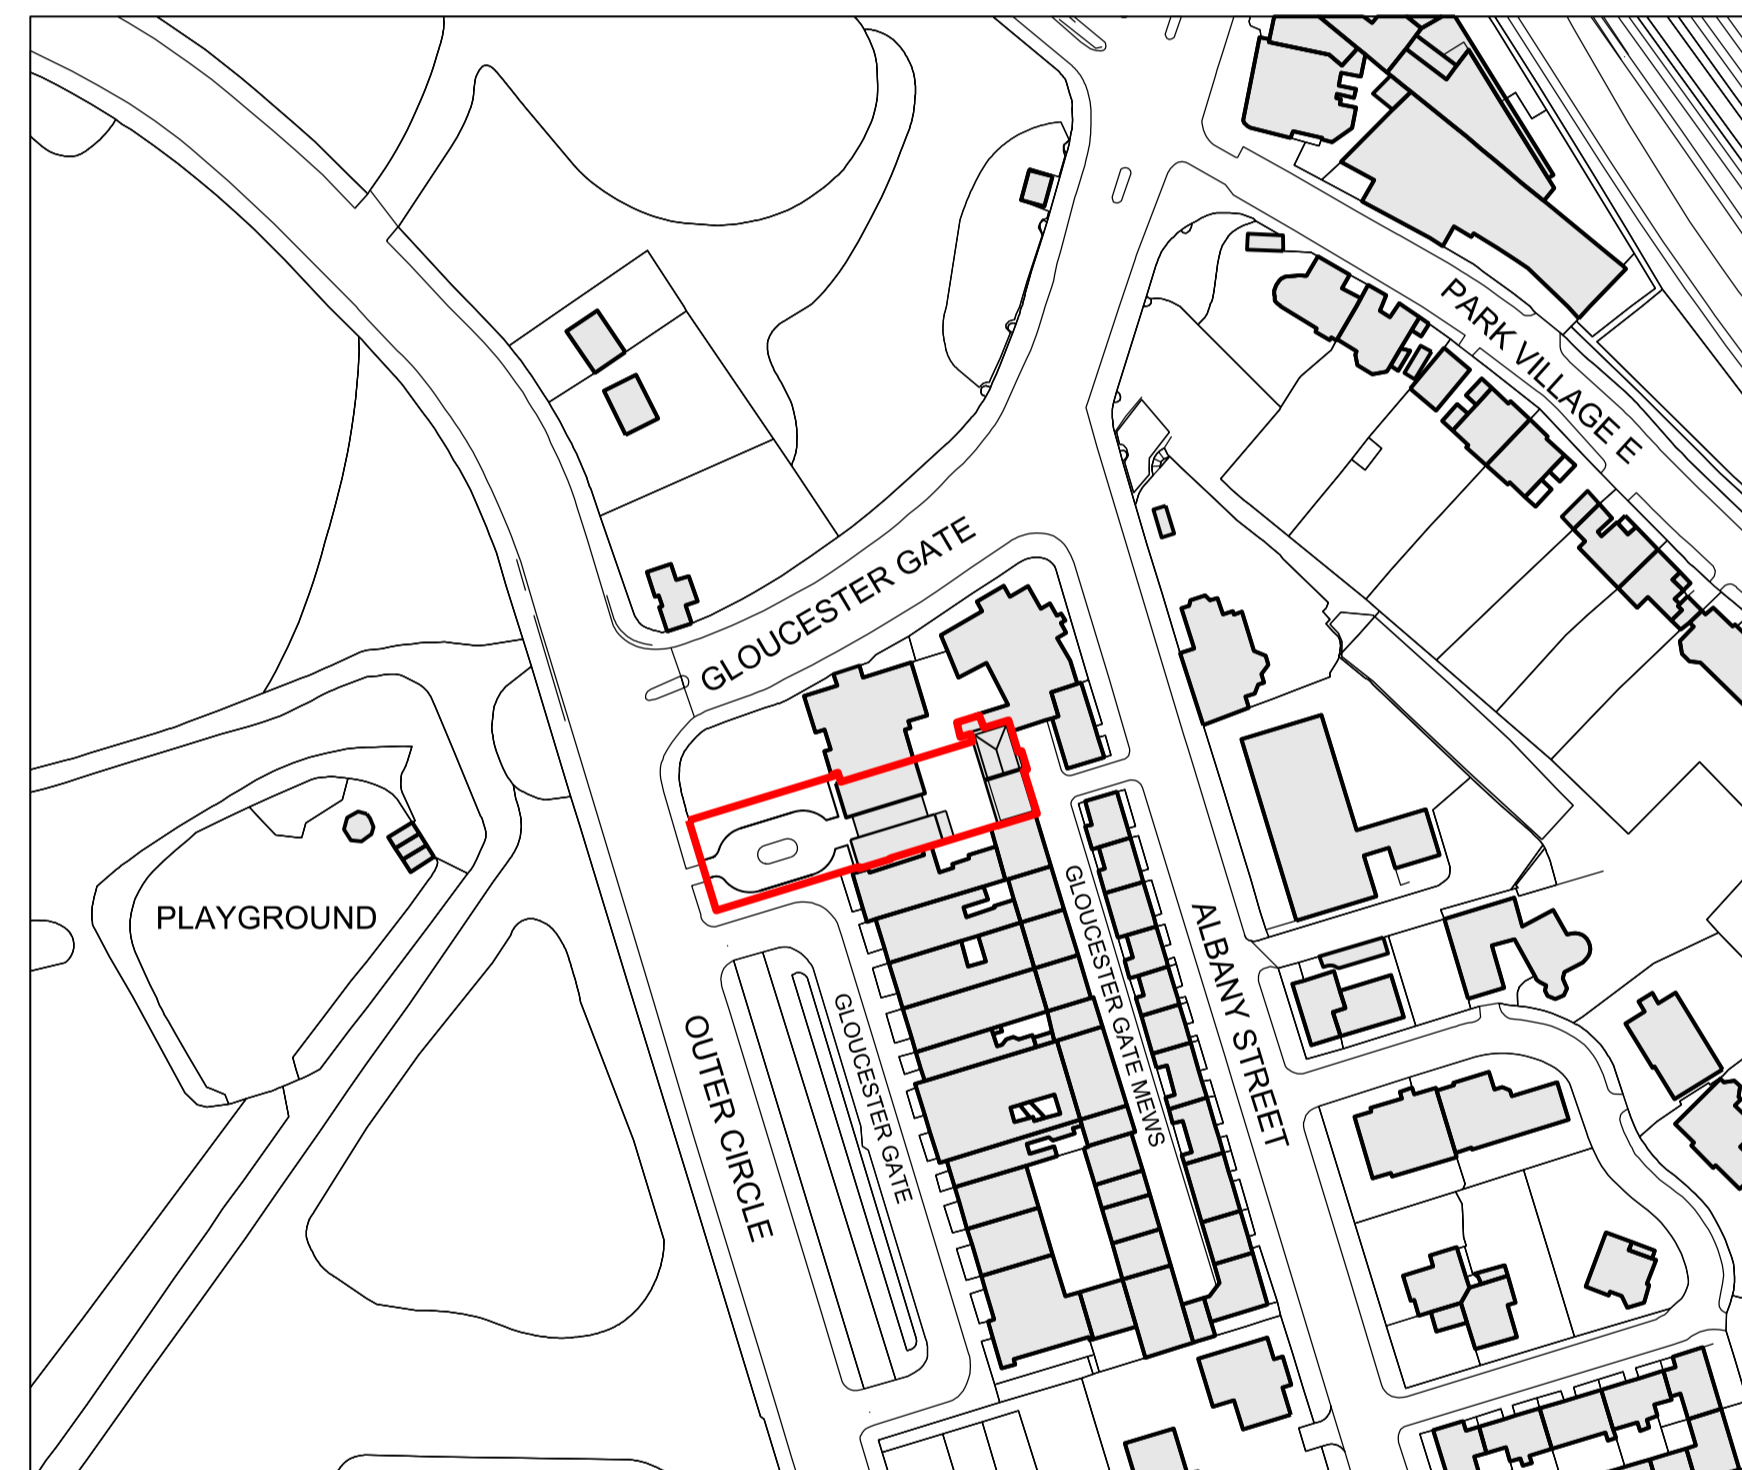 PARK VILLAGE E
GLOUCESTER GATE
PLAYGROUND
GLOUCESTER GATE MEWS
ALBANY STREET
OUTER CIRCLE
GLOUCESTER GATE